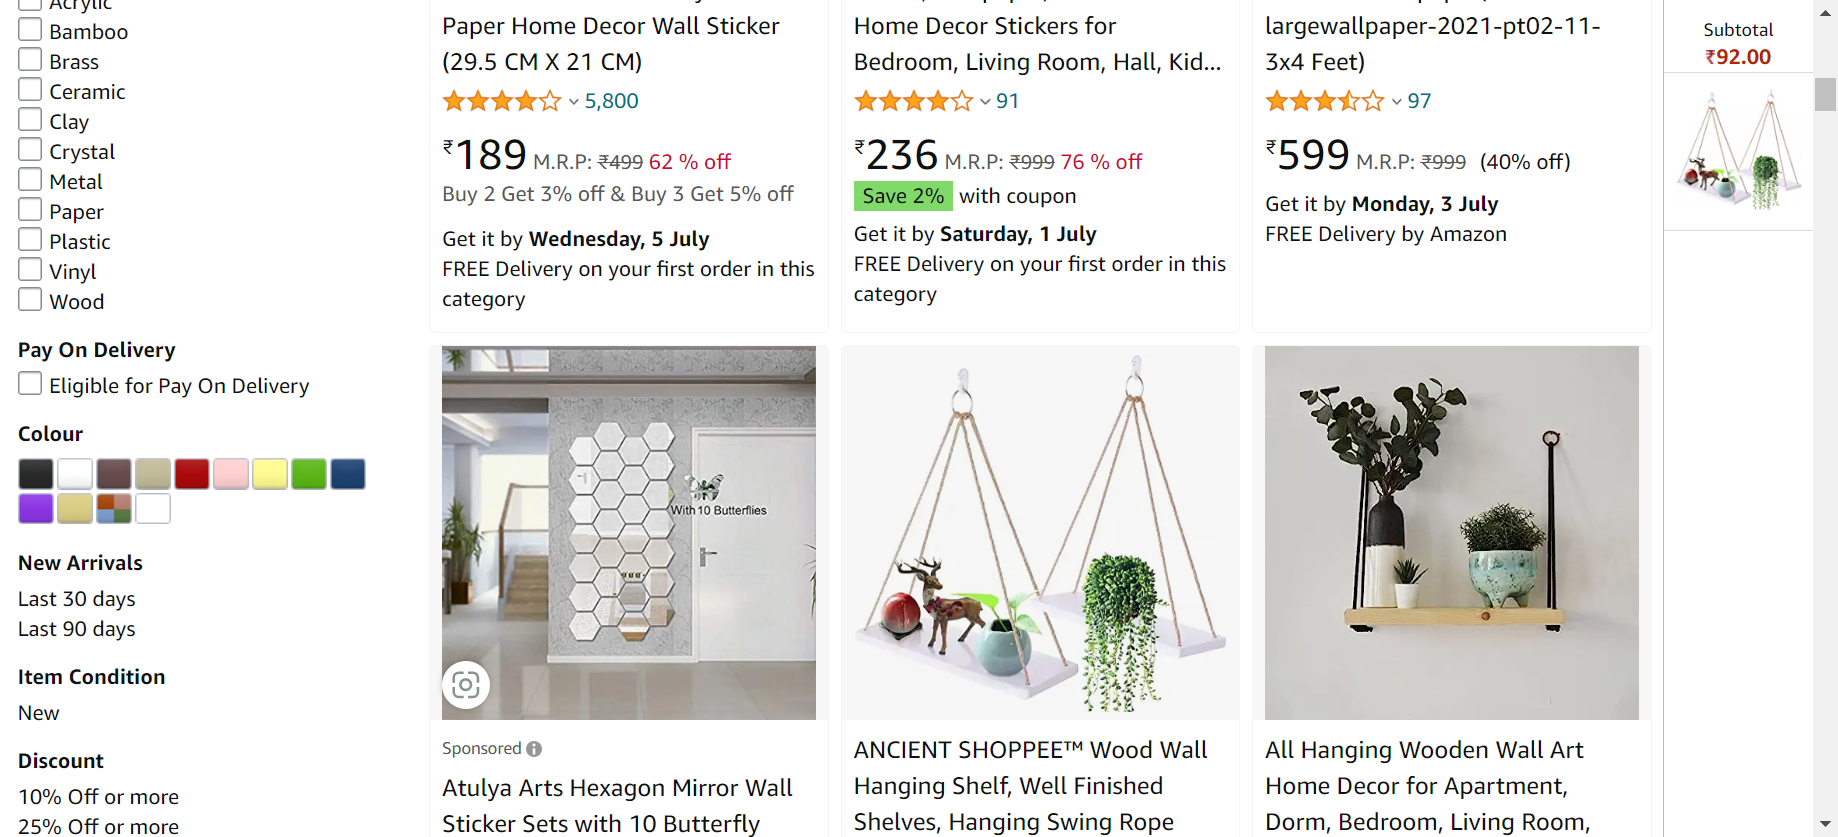 Acrylic
Bamboo
Brass
Ceramic
Clay
Crystal
Metal
Paper
Plastic
Vinyl
Wood
Pay On Delivery
Eligible for Pay On Delivery
Colour
New Arrivals
Last 30 days
Last 90 days
Item Condition
New
Discount
10% Off or more
25% Off or more
Paper Home Decor Wall Sticker
(29.5 CM X 21 CM)
5,800
₹189 M.R.P: ₹499 62 % off
Buy 2 Get 3% off & Buy 3 Get 5% off
Get it by Wednesday, 5 July
FREE Delivery on your first order in this
category
Home Decor Stickers for
Bedroom, Living Room, Hall, Kid...
91
₹236 M.R.P: ₹999 76 % off
Save 2% with coupon
Get it by Saturday, 1 July
FREE Delivery on your first order in this
category
largewallpaper-2021-pt02-11-
3x4 Feet)
97
₹599 M.R.P: ₹999 (40% off)
Get it by Monday, 3 July
FREE Delivery by Amazon
With 10 Butterflies
Sponsored
Atulya Arts Hexagon Mirror Wall
Sticker Sets with 10 Butterfly
ANCIENT SHOPPEE™ Wood Wall
Hanging Shelf, Well Finished
Shelves, Hanging Swing Rope
All Hanging Wooden Wall Art
Home Decor for Apartment,
Dorm, Bedroom, Living Room,
Subtotal
₹92.00